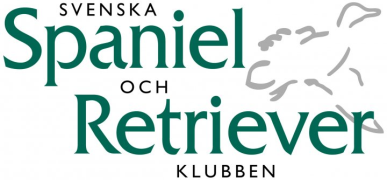 SVENSKA
Spaniel
OCH
Retriever
KLUBBEN